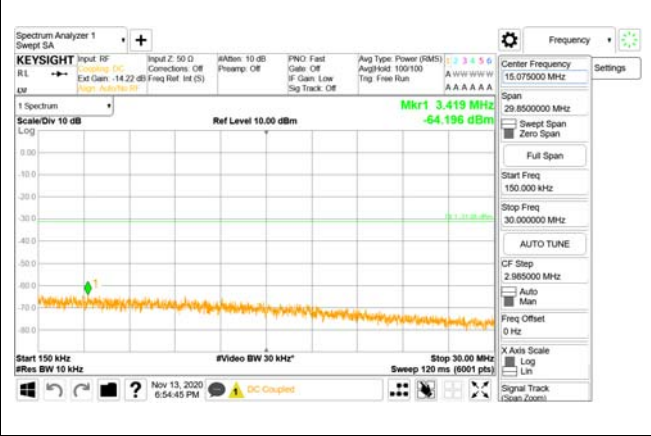 Spectrum Analyzer 1
Swept SA
Frequency
KEYSIGHT
R L
Input: RF
Coupling: DC
Ext Gain: -14.22 dB
Align: Auto/No RF
Input Z: 50 Ω
Corrections: Off
Freq Ref: Int (S)
#Atten: 10 dB
Preamp: Off
PNO: Fast
Gate: Off
IF Gain: Low
Sig Track: Off
Avg Type: Power (RMS)
Avg|Hold: 100/100
Trig: Free Run
1 2 3 4 5 6
A W W W W W
A A A A A A
1 Spectrum
Scale/Div 10 dB
Log
Ref Level 10.00 dBm
Mkr1 3.419 MHz
-64.196 dBm
0.00
-10.0
-20.0
-30.0
-40.0
-50.0
-60.0
-70.0
-80.0
1
Start 150 kHz
#Res BW 10 kHz
#Video BW 30 kHz*
Stop 30.00 MHz
Sweep 120 ms (6001 pts)
Nov 13, 2020
6:54:45 PM
DC Coupled
Center Frequency
15.075000 MHz
Settings
Span
29.8500000 MHz
Swept Span
Zero Span
Full Span
Start Freq
150.000 kHz
Stop Freq
30.000000 MHz
AUTO TUNE
CF Step
2.985000 MHz
Auto
Man
Freq Offset
0 Hz
X Axis Scale
Log
Lin
Signal Track
(Span Zoom)